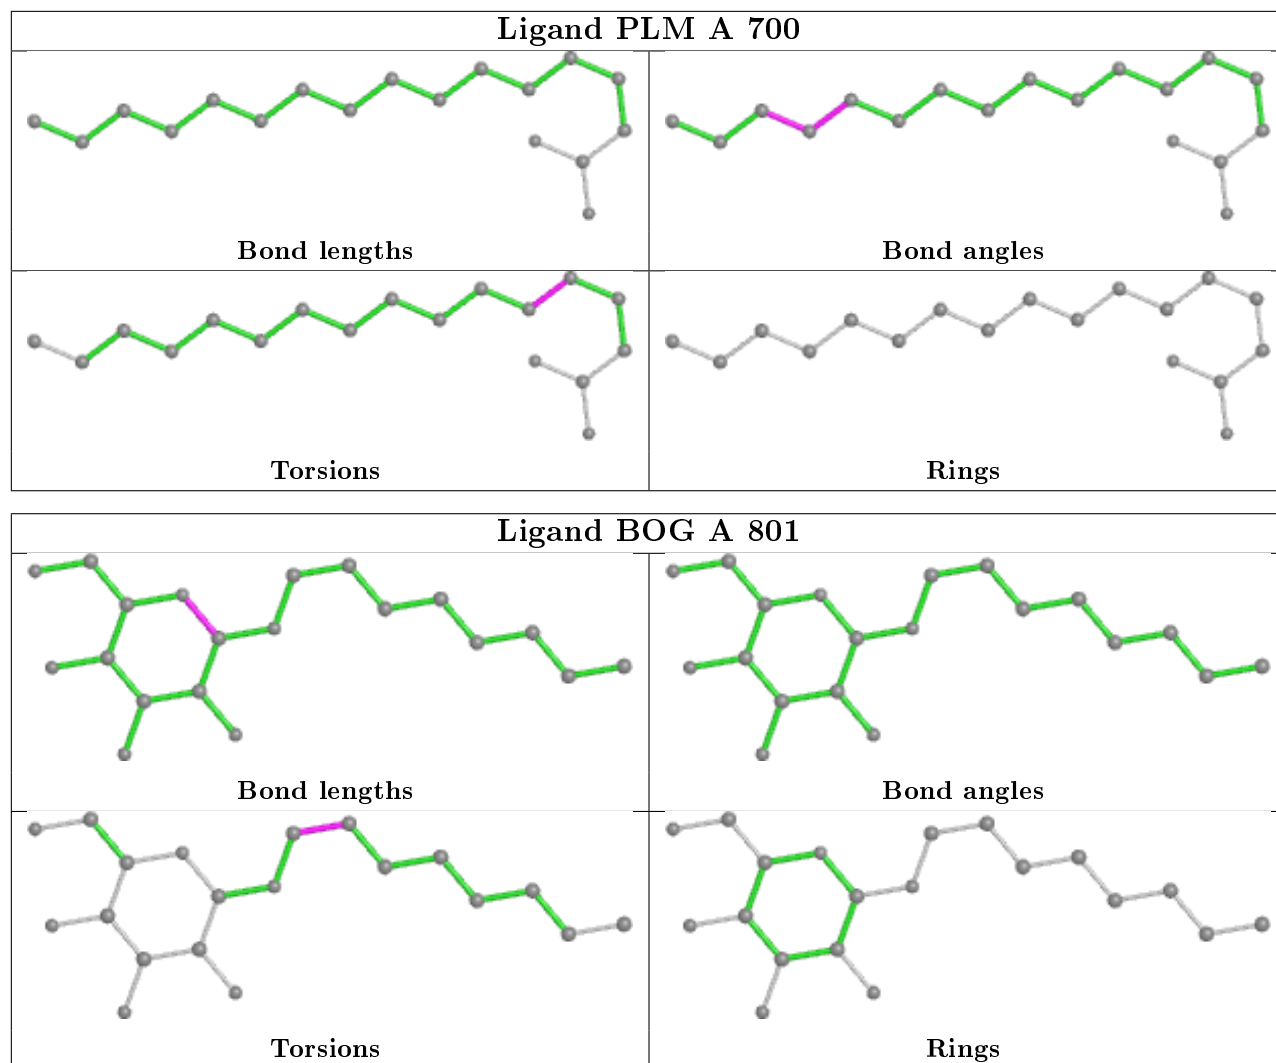 Ligand PLM A 700
Bond lengths
Bond angles
Torsions
Rings
Ligand BOG A 801
Bond lengths
Bond angles
Torsions
Rings